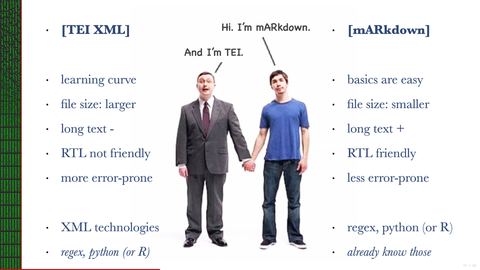 [TEI XML]
learning curve
file size: larger
long text -
RTL not friendly
more error-prone
XML technologies
regex, python (or R)
Hi. I'm mARkdown.
And I'm TEI.
[mARkdown]
basics are easy
file size: smaller
long text +
RTL friendly
less error-prone
regex, python (or R)
already know those